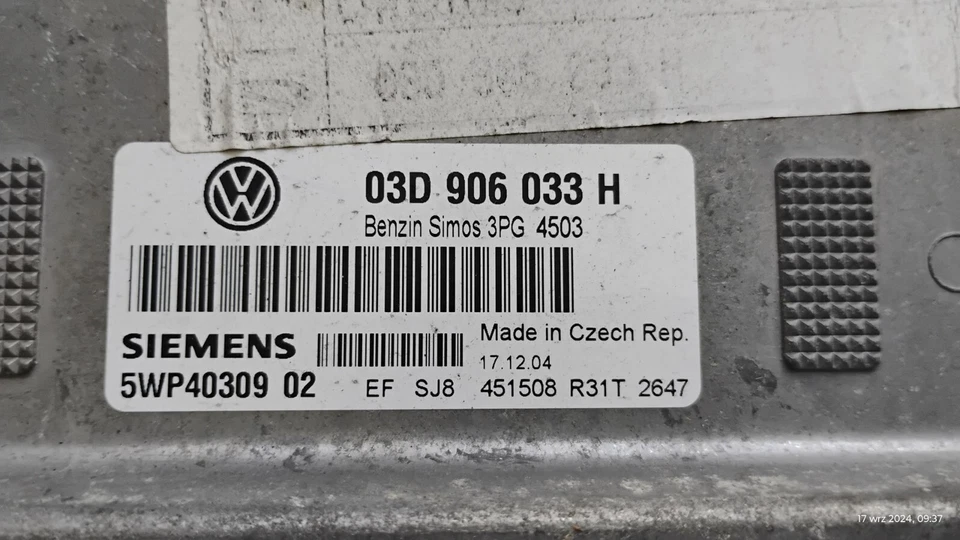 03D 906 033 H
Benzin Simos 3PG 4503
SIEMENS
Made in Czech Rep.
17.12.04
5WP40309 02 EF SJ8 451508 R31T 2647
17 wrz 2024, 09:37